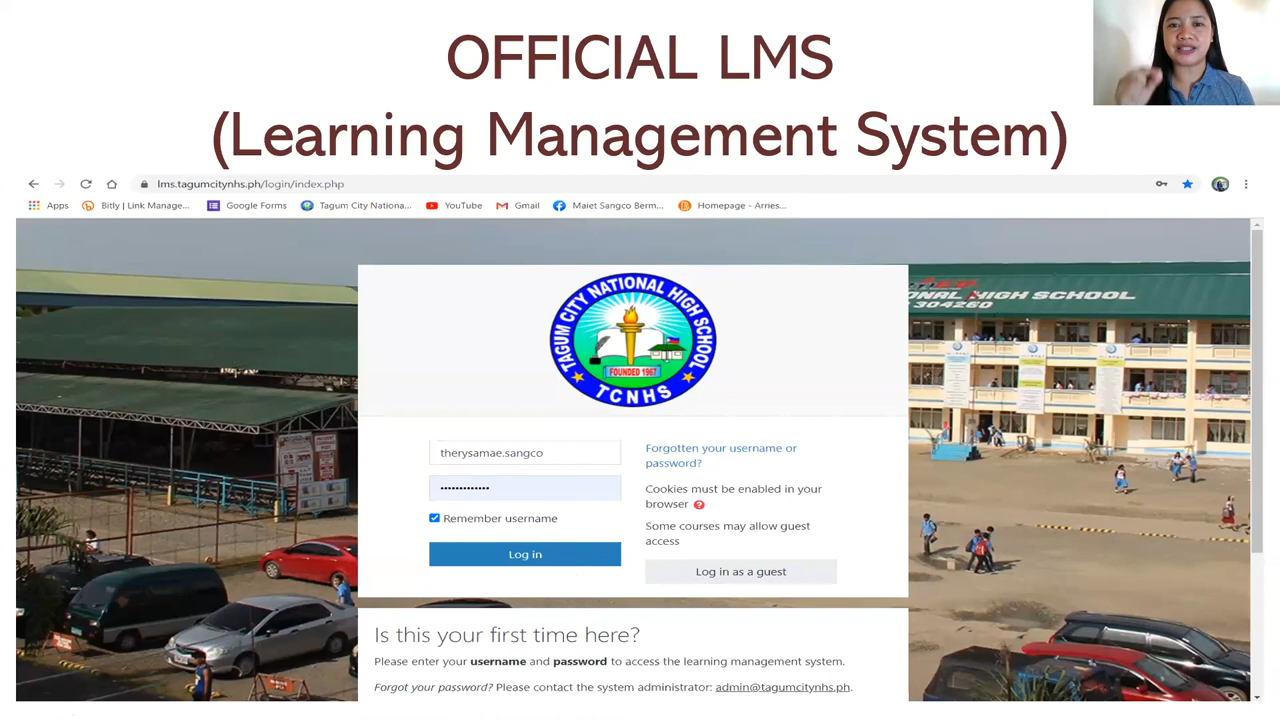 OFFICIAL LMS
(Learning Management System)
lms.tagumcitynhs.ph/login/index.php
Apps Bitly | Link Manage... Google Forms Tagum City Nationa... YouTube Gmail Maiet Sangco Berm... Homepage - Arries...
TAGUM CITY NATIONAL HIGH SCHOOL
FOUNDED 1967
TCNHS
ONAL HIGH SCHOOL
304260
therysamae.sangco
•••••••••••••
Remember username
Log in
Forgotten your username or
password?
Cookies must be enabled in your
browser ?
Some courses may allow guest
access
Log in as a guest
Is this your first time here?
Please enter your username and password to access the learning management system.
Forgot your password? Please contact the system administrator: admin@tagumcitynhs.ph.